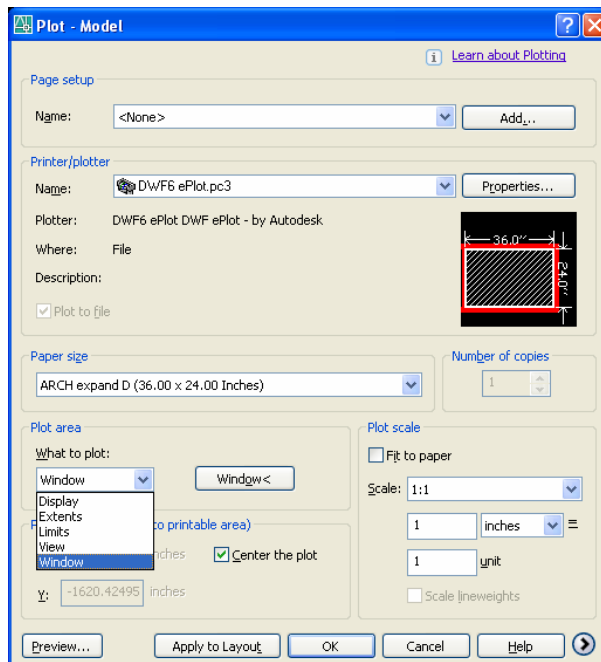 Plot - Model
Learn about Plotting
Page setup
Name: <None> Add...
Printer/plotter
Name: DWF6 ePlot.pc3 Properties...
Plotter: DWF6 ePlot DWF ePlot - by Autodesk
Where: File
Description:
Plot to file
36.0''
24.0''
Paper size
ARCH expand D (36.00 x 24.00 Inches)
Number of copies
1
Plot area
What to plot:
Window Window<
Display
Extents
Limits
View
Window
to printable area)
inches Center the plot
Y: -1620.42495 inches
Plot scale
Fit to paper
Scale: 1:1
1 inches =
1 unit
Scale lineweights
Preview... Apply to Layout OK Cancel Help